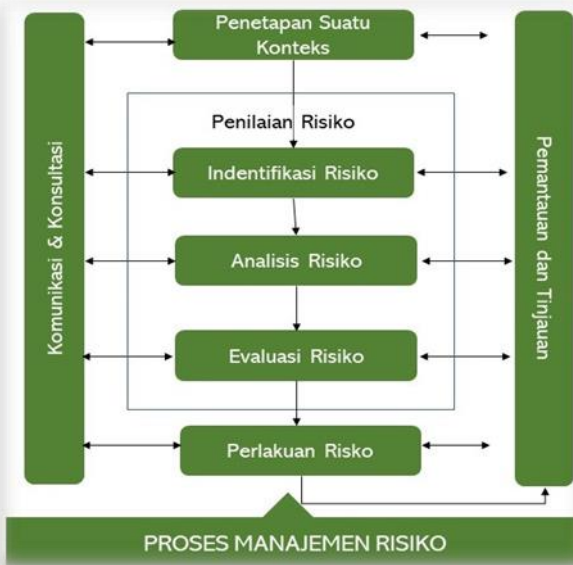 Penetapan Suatu
Konteks
Komunikasi & Konsultasi
Penilaian Risiko
Indentifikasi Risiko
Analisis Risiko
Evaluasi Risiko
Perlakuan Risko
Pemantauan dan Tinjauan
PROSES MANAJEMEN RISIKO